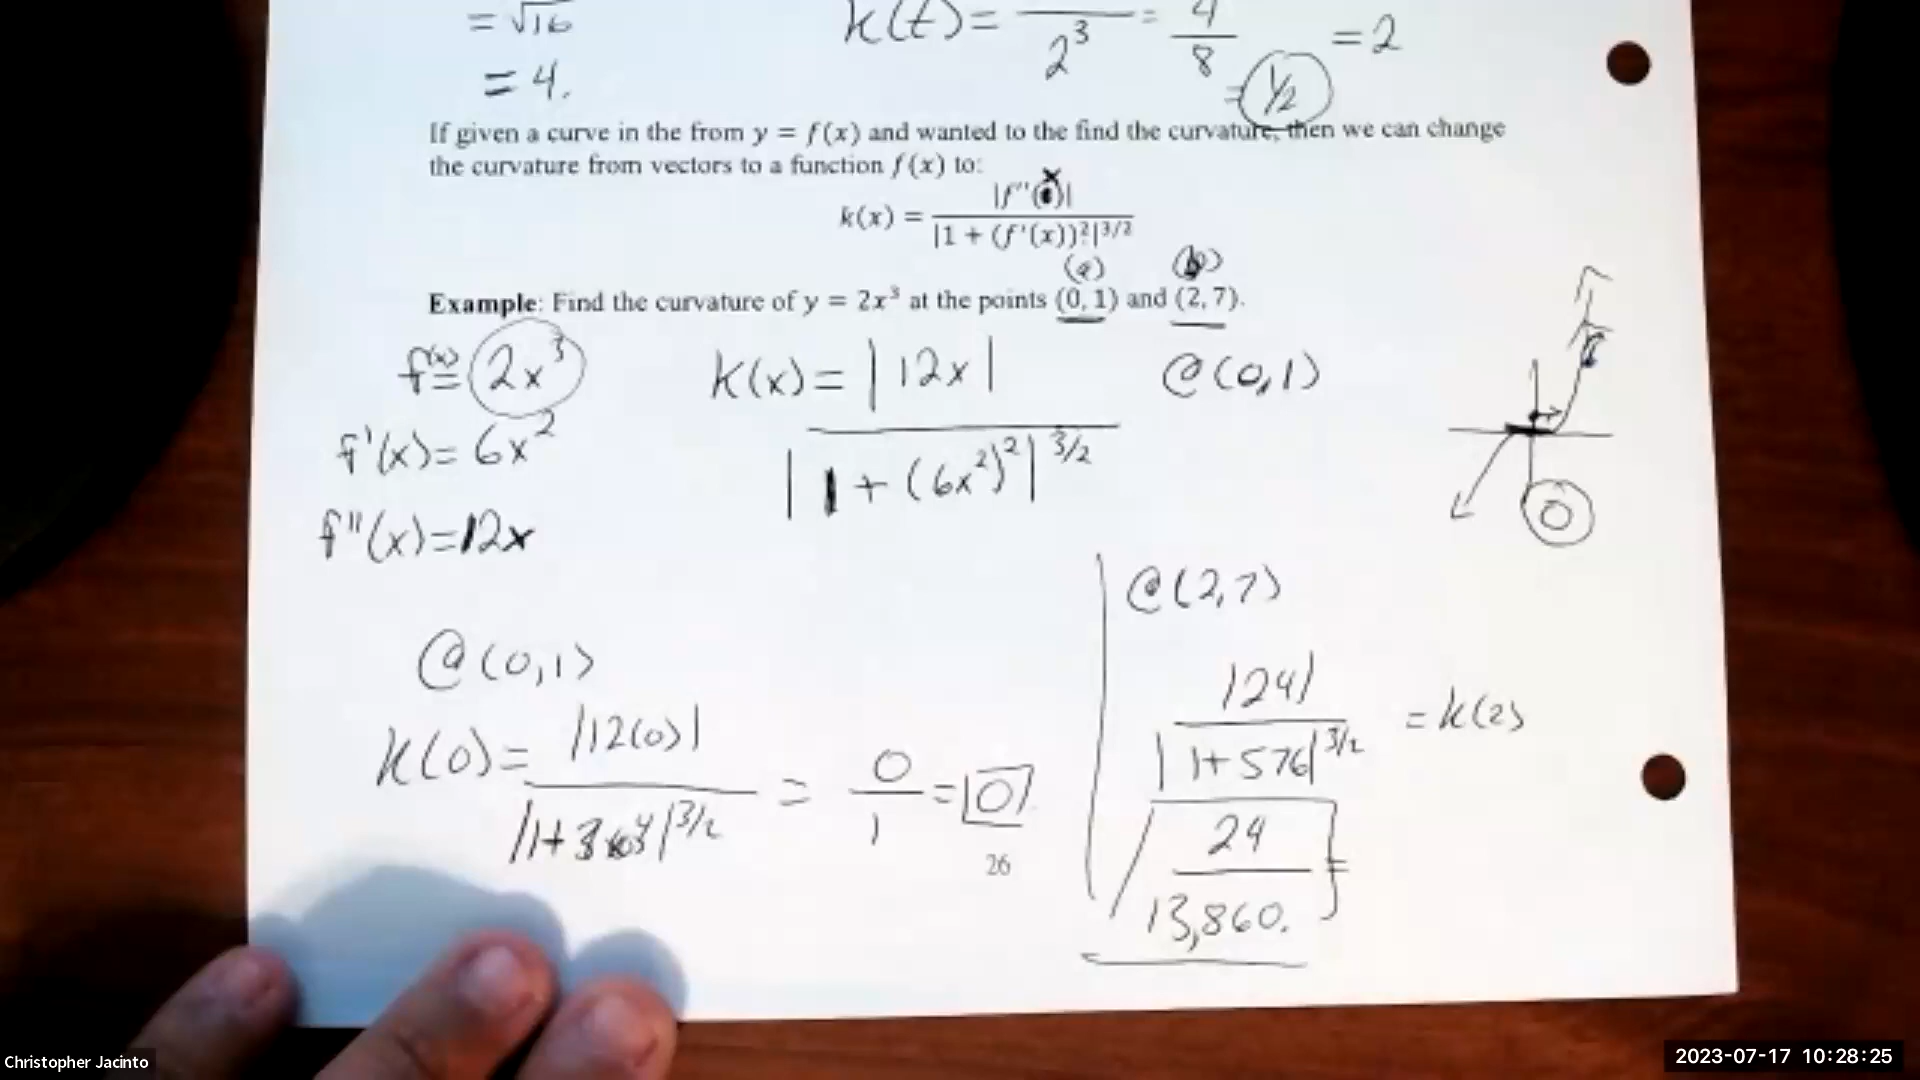 = √16
= 4.
k(t) = ― / 2³ = 4/8 = 1/2
= 2
If given a curve in the from y = f(x) and wanted to the find the curvature, then we can change
the curvature from vectors to a function f(x) to:
k(x) = |f''(x)| / |1 + (f'(x))²|^3/2
(a) (b)
Example: Find the curvature of y = 2x³ at the points (0, 1) and (2, 7).
f(x) = 2x³
f'(x) = 6x²
f''(x) = 12x
k(x) = |12x| / |1 + (6x²)²|^3/2
@(0,1)
0
@(0,1)
k(0) = |12(0)| / |1+36(0)⁴|^3/2 = 0/1 = 0
@(2,7)
|24| / |1+576|^3/2 = k(2)
24 / 13,860. =
26
Christopher Jacinto
2023-07-17 10:28:25